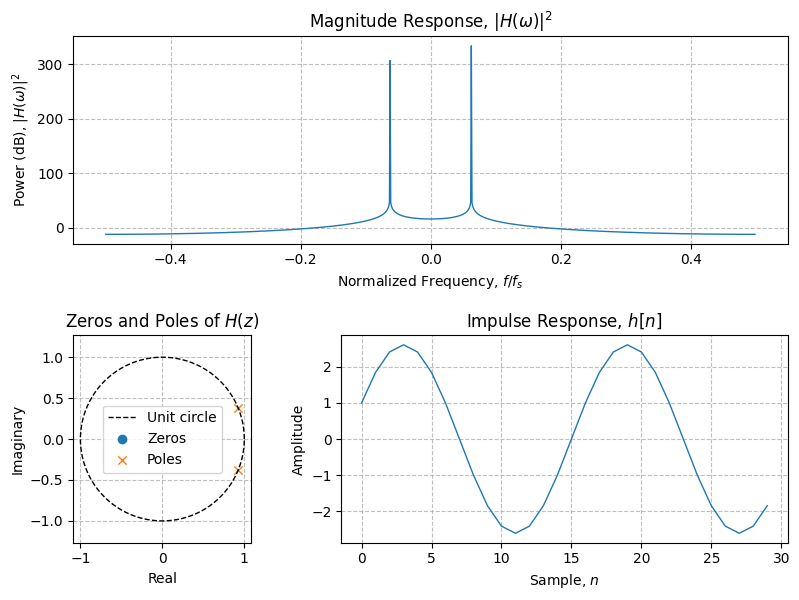 Magnitude Response, |H(ω)|²
Power (dB), |H(ω)|²
300
200
100
0
−0.4
−0.2
0.0
0.2
0.4
Normalized Frequency, f/fₛ
Zeros and Poles of H(z)
Imaginary
1.0
0.5
0.0
−0.5
−1.0
Unit circle
Zeros
Poles
−1
0
1
Real
Impulse Response, h[n]
Amplitude
2
1
0
−1
−2
0
5
10
15
20
25
30
Sample, n